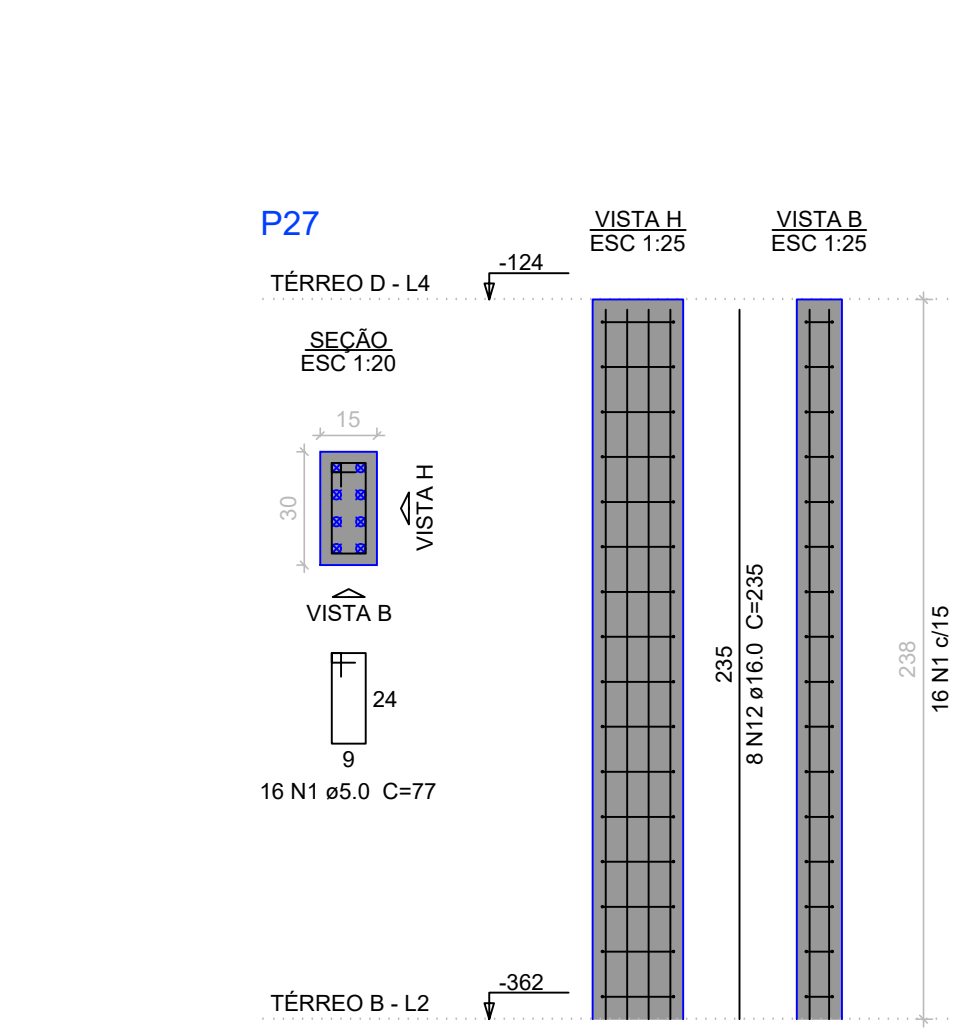 P27
VISTA H
ESC 1:25
VISTA B
ESC 1:25
TÉRREO D - L4
-124
SEÇÃO
ESC 1:20
15
30
VISTA H
VISTA B
24
9
16 N1 ø5.0 C=77
235
8 N12 ø16.0 C=235
238
16 N1 c/15
TÉRREO B - L2
-362